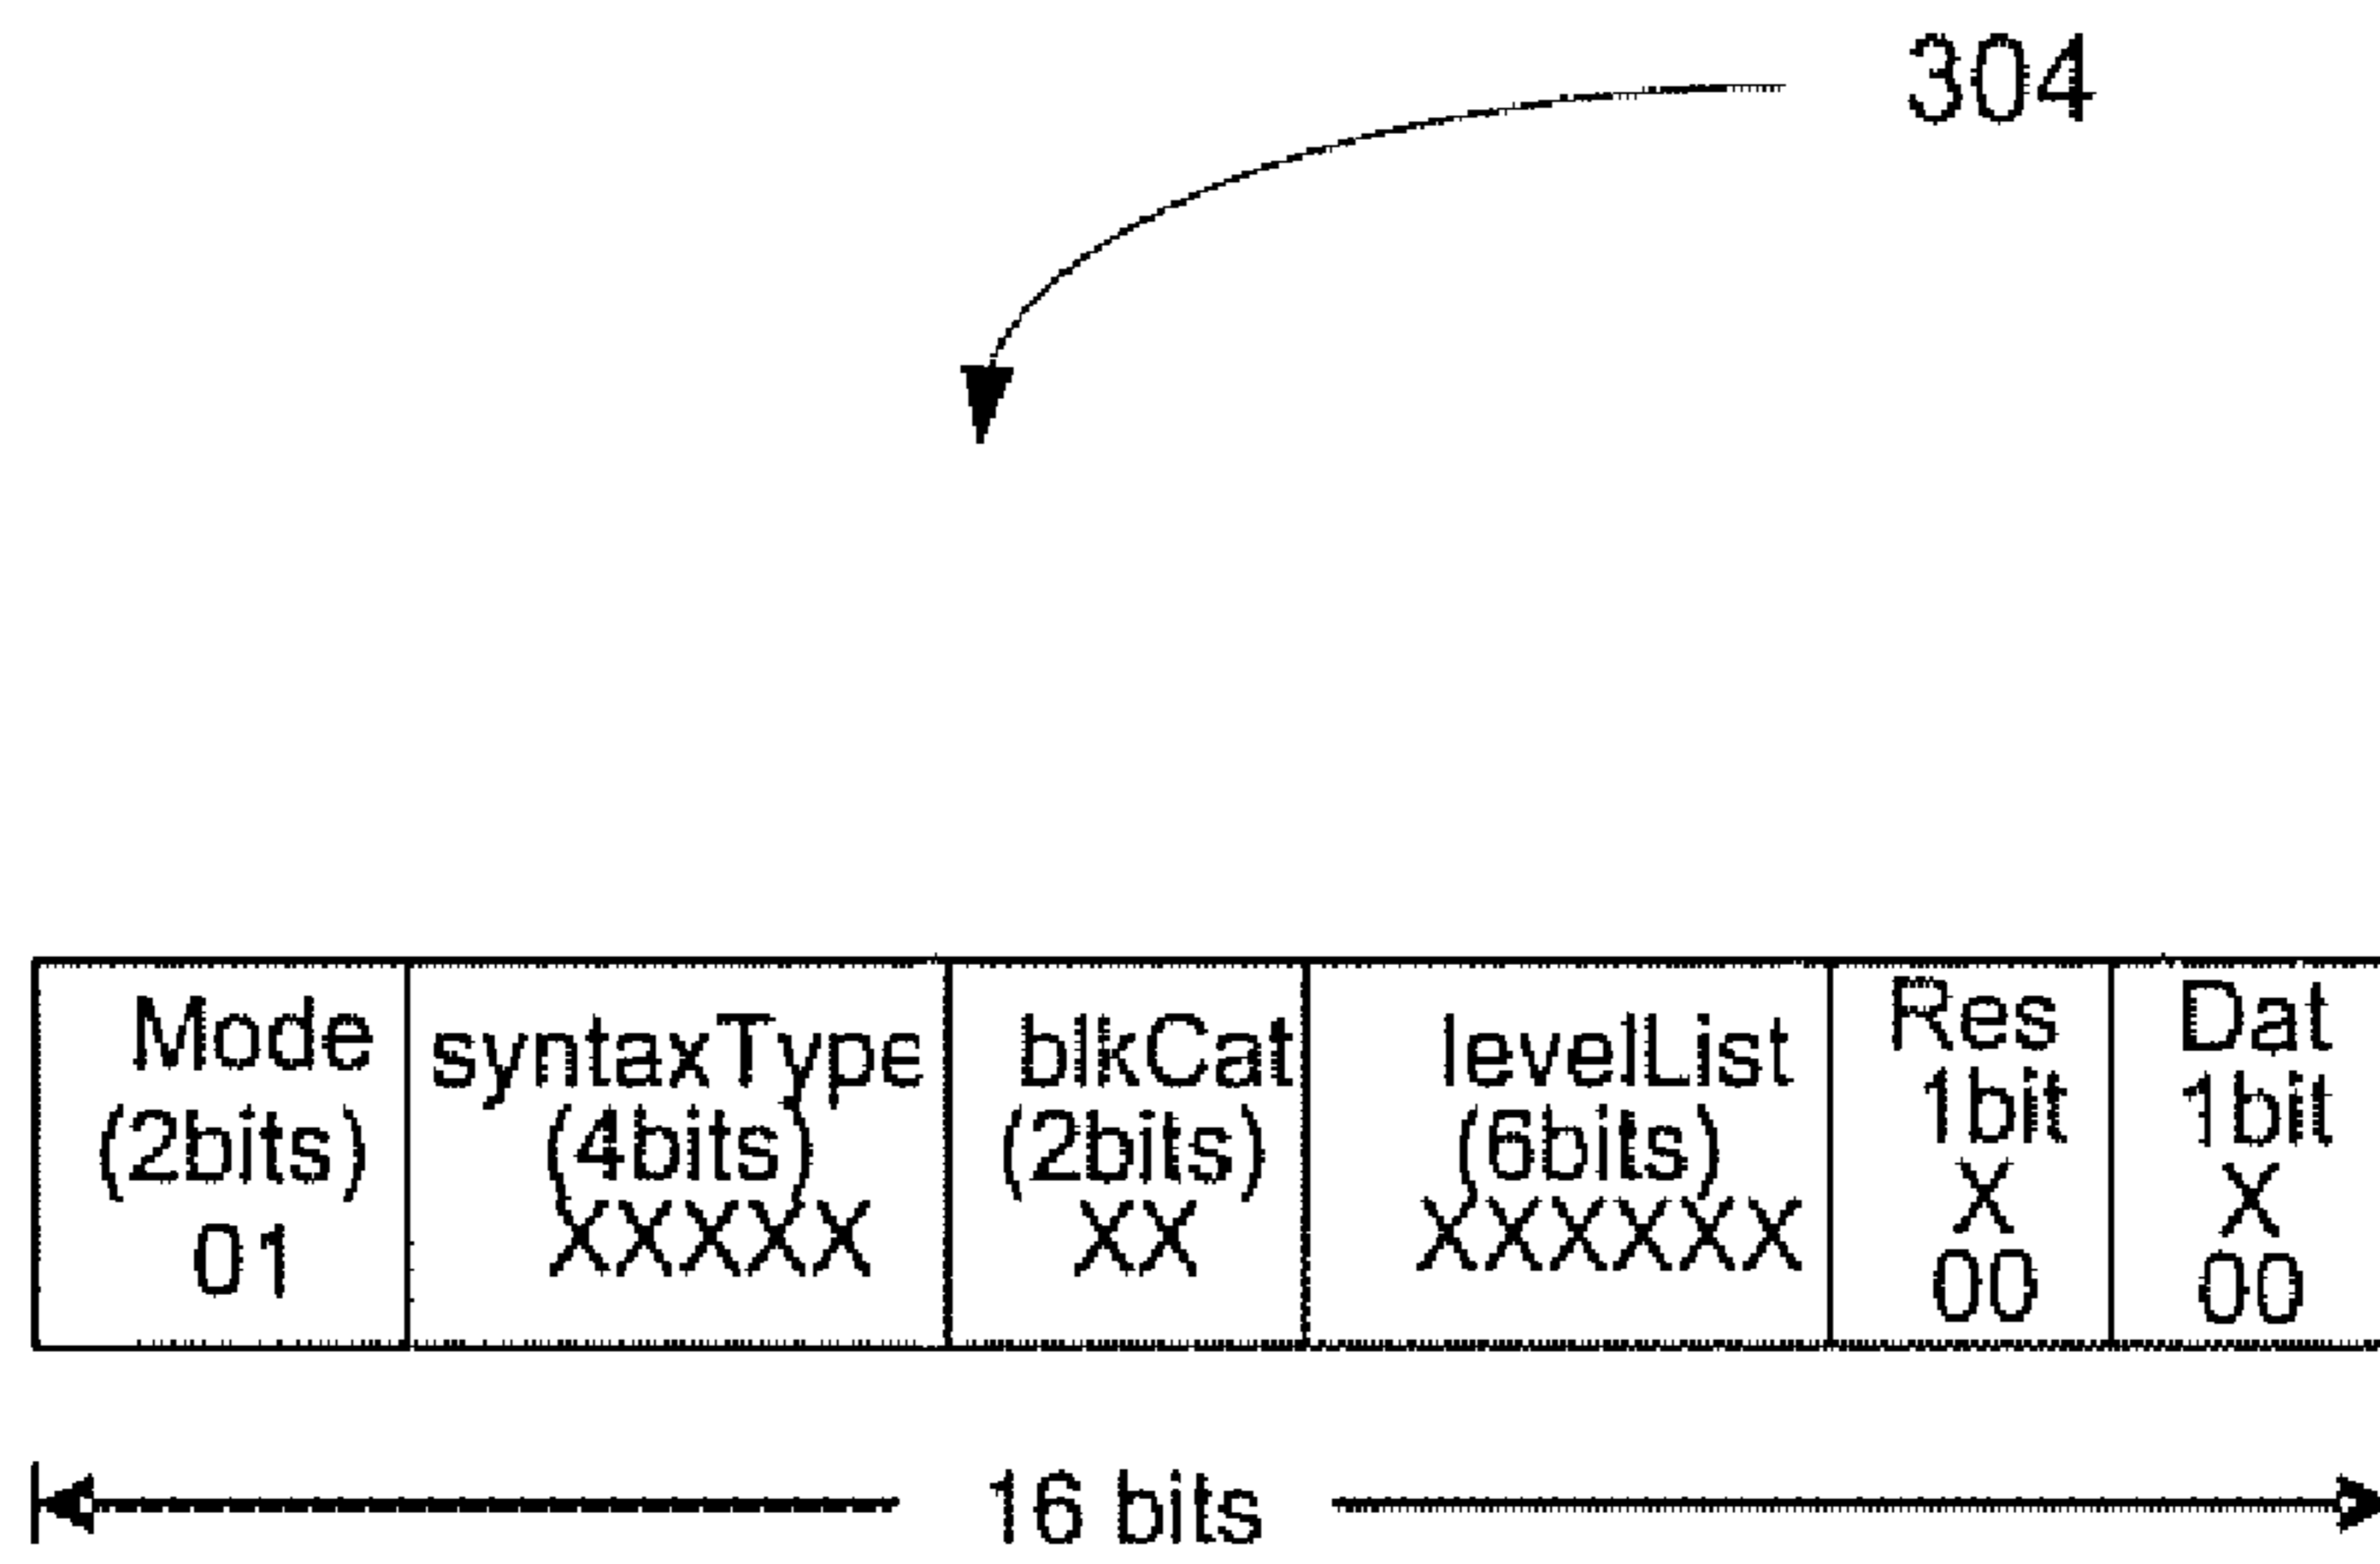 304
Mode
(2bits)
01
syntaxType
(4bits)
XXXXX
blkCat
(2bits)
XX
levelList
(6bits)
XXXXXX
Res
1bit
X
00
Dat
1bit
X
00
16 bits